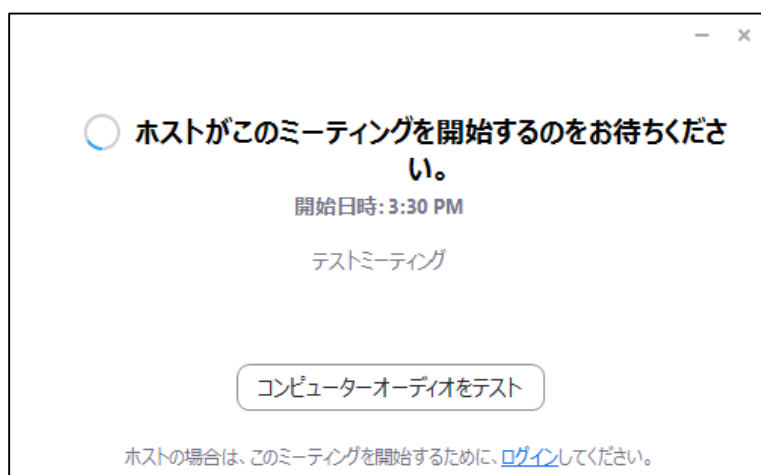 ホストがこのミーティングを開始するのをお待ちくださ
い。
開始日時: 3:30 PM
テストミーティング
コンピューターオーディオをテスト
ホストの場合は、このミーティングを開始するために、ログインしてください。